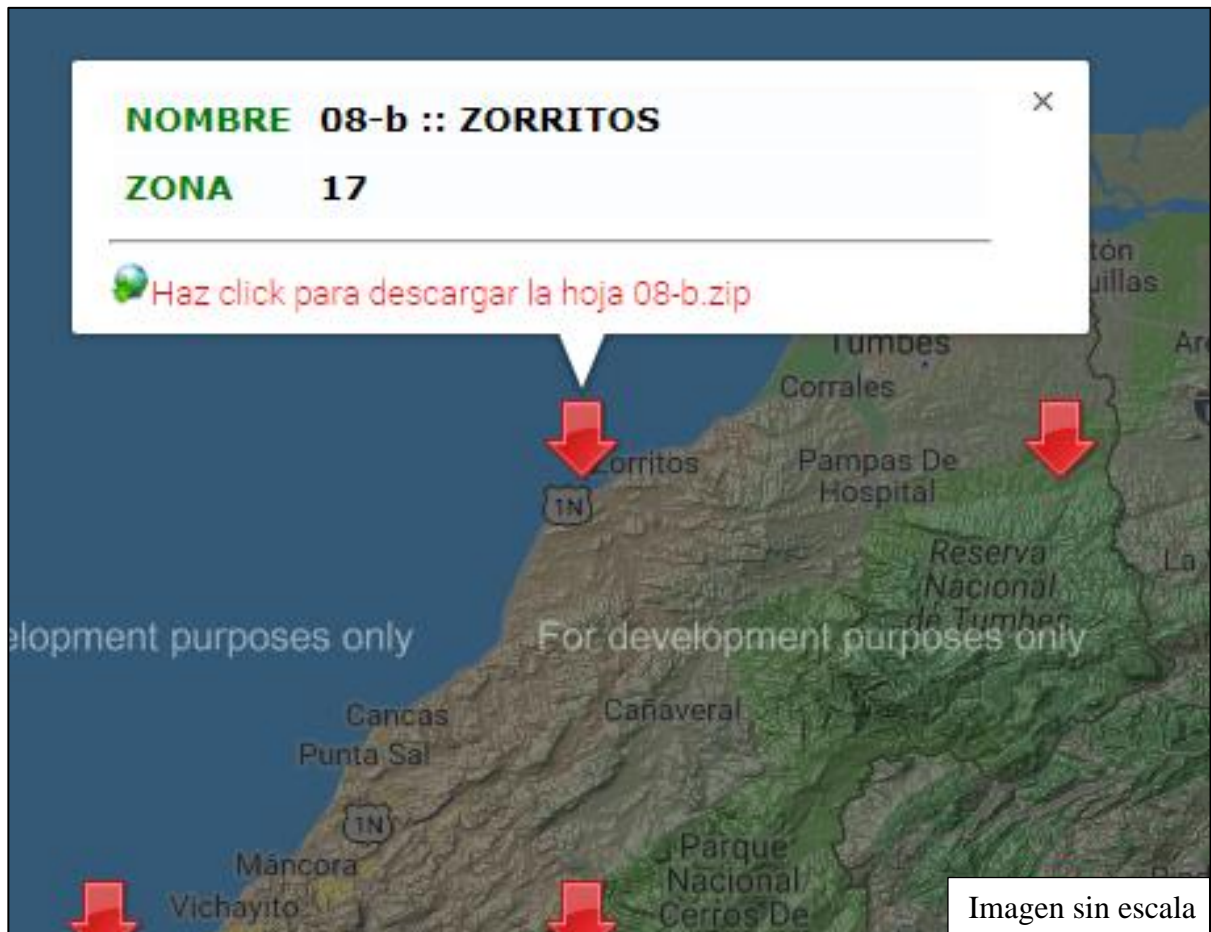 NOMBRE 08-b :: ZORRITOS
×
ZONA 17
Haz click para descargar la hoja 08-b.zip
Tumbes
Corrales
Zorritos
Pampas De
Hospital
1N
Reserva
Nacional
de Tumbes
La
elopment purposes only
For development purposes only
Cancas
Cañaveral
Punta Sal
1N
Máncora
Parque
Nacional
Cerros De
Vichayito
Imagen sin escala